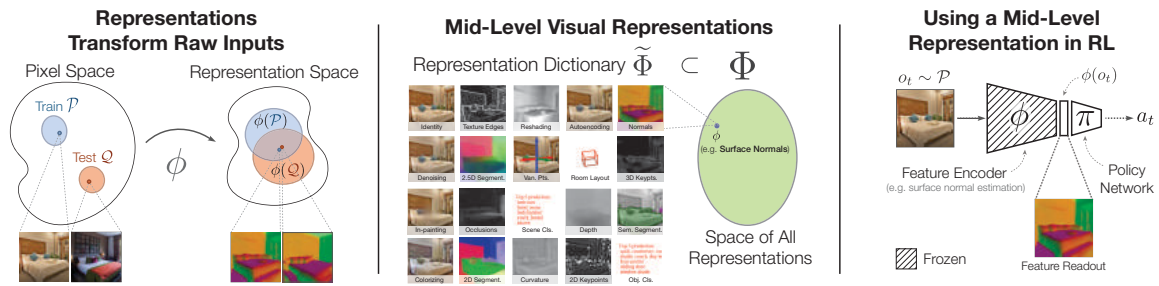 Representations
Transform Raw Inputs
Pixel Space
Representation Space
Train 𝒫
Test 𝒬
ϕ
ϕ(𝒫)
ϕ(𝒬)
Mid-Level Visual Representations
Representation Dictionary Φ̃ ⊂ Φ
Identity
Texture Edges
Reshading
Autoencoding
Normals
Denoising
2.5D Segment.
Van. Pts.
Room Layout
3D Keypts.
In-painting
Occlusions
Scene Cls.
Depth
Sem. Segment.
Colorizing
2D Segment.
Curvature
2D Keypoints
Obj. Cls.
ϕ
(e.g. Surface Normals)
Space of All
Representations
Using a Mid-Level
Representation in RL
o_t ∼ 𝒫
ϕ(o_t)
ϕ
π
a_t
Feature Encoder
(e.g. surface normal estimation)
Policy
Network
Frozen
Feature Readout